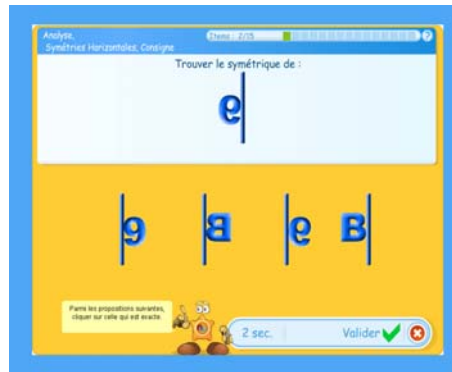 Analyse,
Symétries Horizontales, Consigne
Items : 2/15
?
Trouver le symétrique de :
B
Parmi les propositions suivantes,
cliquer sur celle qui est exacte.
2 sec.
Valider